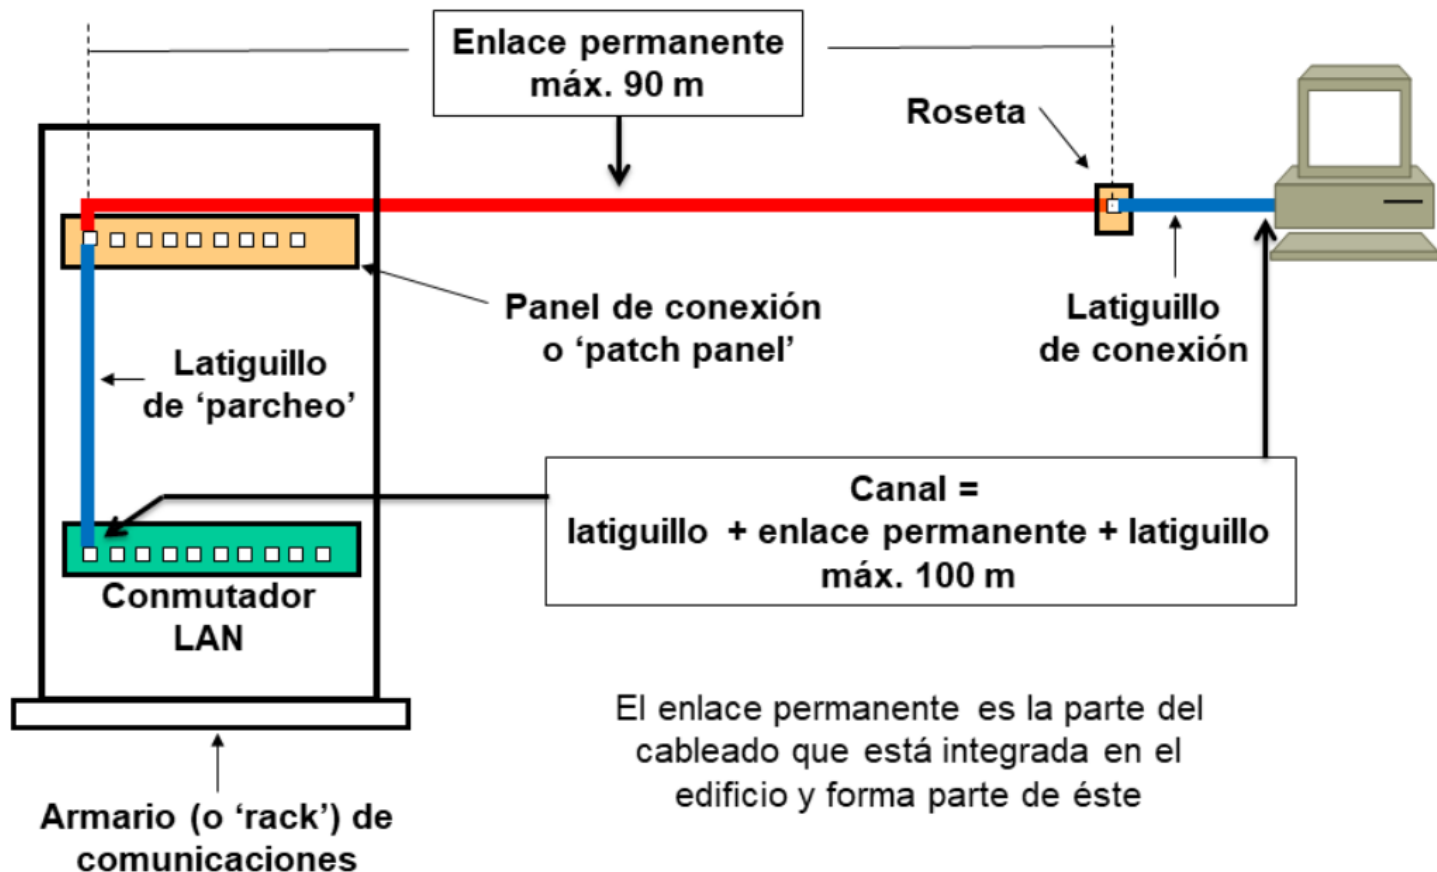 Enlace permanente
máx. 90 m
Roseta
Panel de conexión
o ‘patch panel’
Latiguillo
de conexión
Latiguillo
de ‘parcheo’
Canal =
latiguillo + enlace permanente + latiguillo
máx. 100 m
Conmutador
LAN
El enlace permanente es la parte del
cableado que está integrada en el
edificio y forma parte de éste
Armario (o ‘rack’) de
comunicaciones